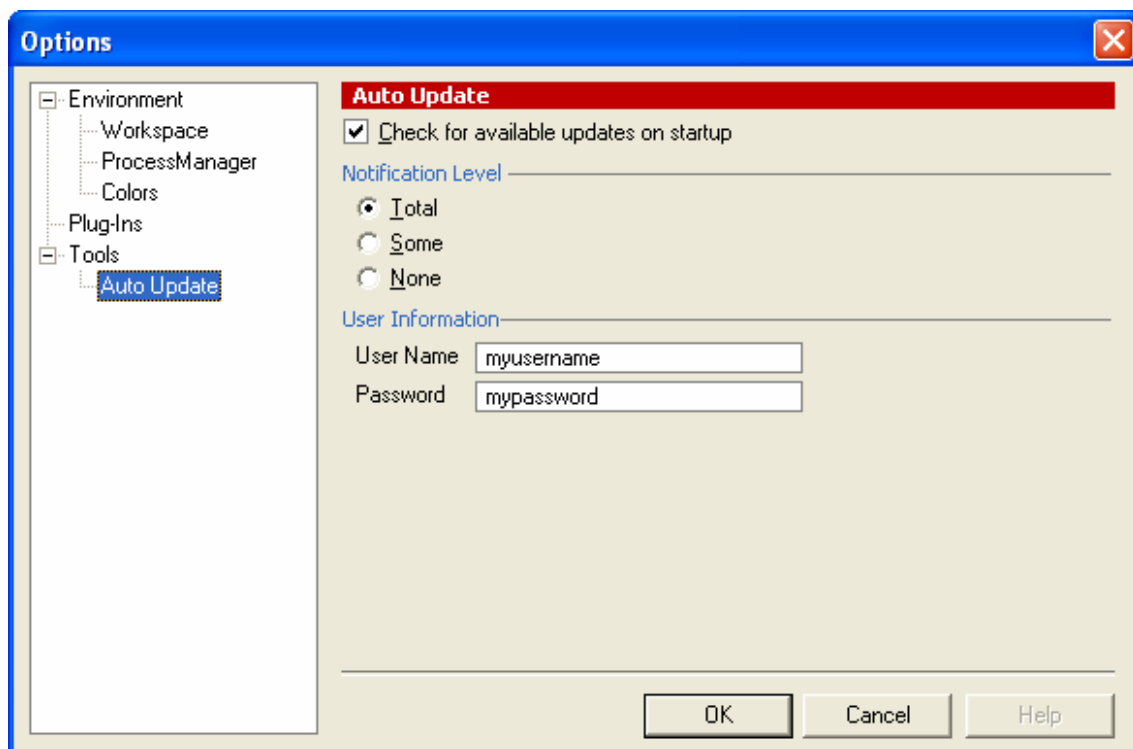 Options
Environment
Workspace
ProcessManager
Colors
Plug-Ins
Tools
Auto Update
Auto Update
Check for available updates on startup
Notification Level
Total
Some
None
User Information
User Name myusername
Password mypassword
OK Cancel Help